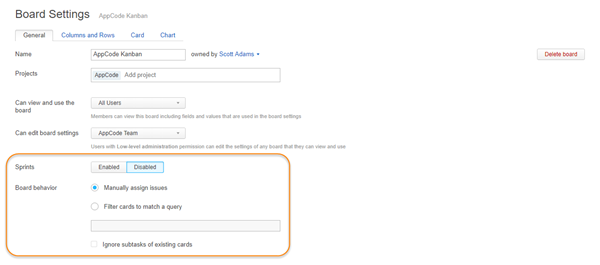 Board Settings AppCode Kanban
General Columns and Rows Card Chart
Name AppCode Kanban owned by Scott Adams Delete board
Projects AppCode Add project
Can view and use the board All Users
Members can view this board including fields and values that are used in the board settings
Can edit board settings AppCode Team
Users with Low-level administration permission can edit the settings of any board that they can view and use
Sprints Enabled Disabled
Board behavior Manually assign issues
Filter cards to match a query
Ignore subtasks of existing cards